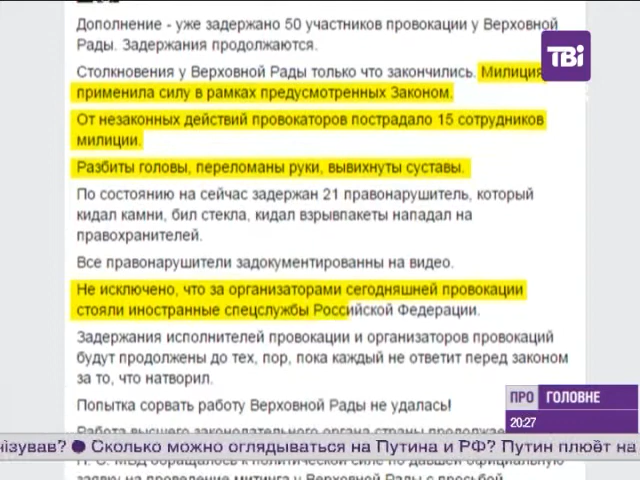 Дополнение - уже задержано 50 участников провокации у Верховной
Рады. Задержания продолжаются.
ТВі
Столкновения у Верховной Рады только что закончились. Милиция
применила силу в рамках предусмотренных Законом.
От незаконных действий провокаторов пострадало 15 сотрудников
милиции.
Разбиты головы, переломаны руки, вывихнуты суставы.
По состоянию на сейчас задержан 21 правонарушитель, который
кидал камни, бил стекла, кидал взрывпакеты нападал на
правохранителей.
Все правонарушители задокументированны на видео.
Не исключено, что за организаторами сегодняшней провокации
стояли иностранные спецслужбы Российской Федерации.
Задержания исполнителей провокации и организаторов провокаций
будут продолжены до тех, пор, пока каждый не ответит перед законом
за то, что натворил.
Попытка сорвать работу Верховной Рады не удалась!
ПРО ГОЛОВНЕ
20:27
нізував? ● Сколько можно оглядываться на Путина и РФ? Путин плюёт на